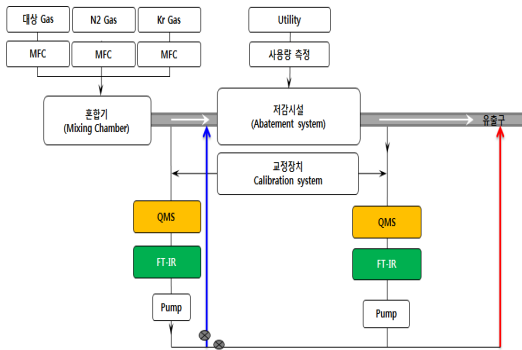 대상 Gas
N2 Gas
Kr Gas
Utility
MFC
MFC
MFC
사용량 측정
혼합기
(Mixing Chamber)
저감시설
(Abatement system)
유출구
교정장치
Calibration system
QMS
QMS
FT-IR
FT-IR
Pump
Pump